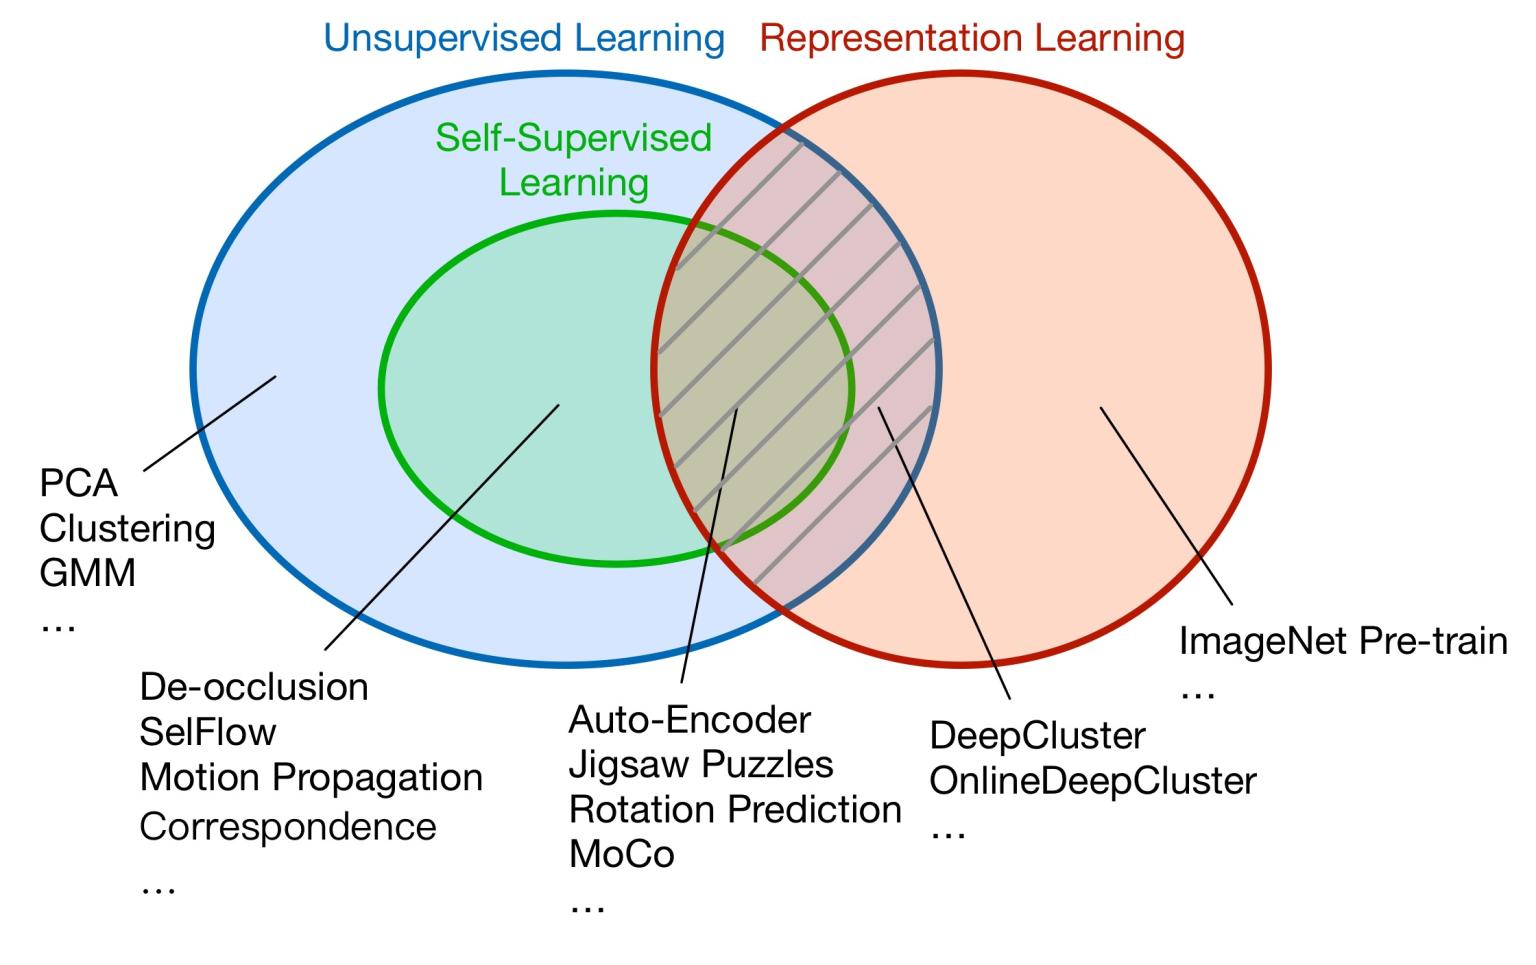 Unsupervised Learning
Representation Learning
Self-Supervised
Learning
PCA
Clustering
GMM
...
De-occlusion
SelFlow
Motion Propagation
Correspondence
...
Auto-Encoder
Jigsaw Puzzles
Rotation Prediction
MoCo
...
DeepCluster
OnlineDeepCluster
...
ImageNet Pre-train
...